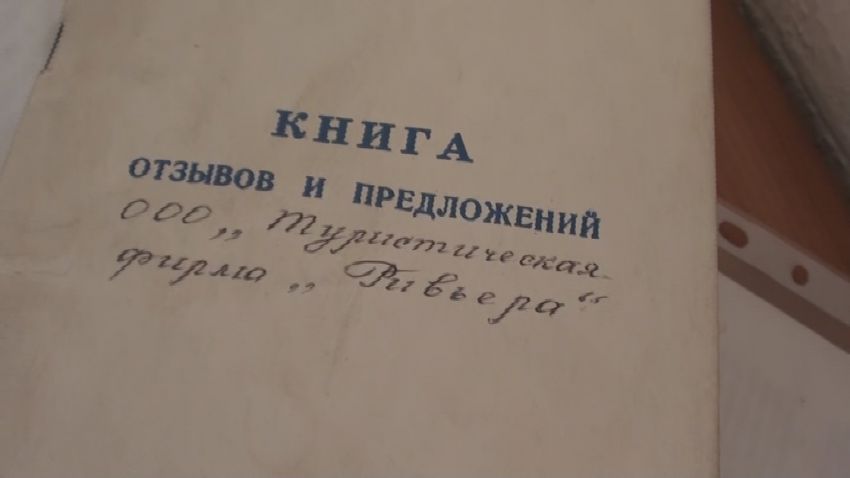 КНИГА
ОТЗЫВОВ И ПРЕДЛОЖЕНИЙ
ООО „Туристическая
фирма „Ривьера“